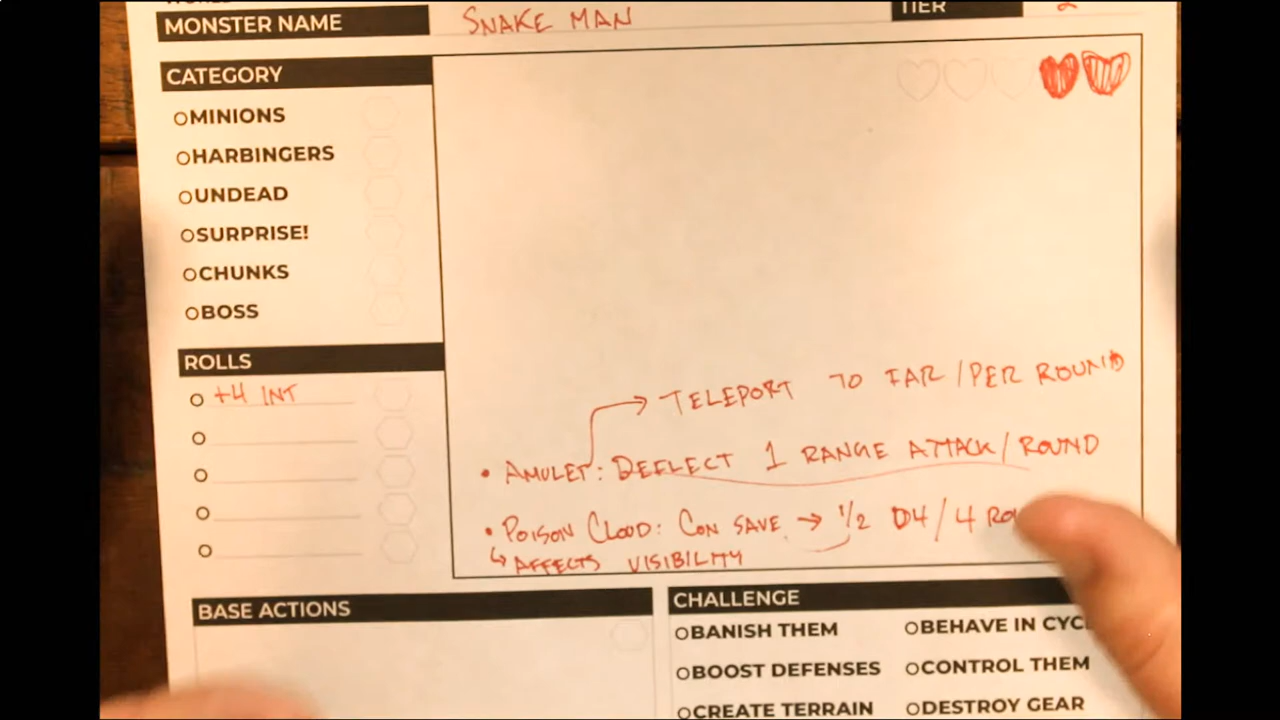 MONSTER NAME SNAKE MAN TIER 2
CATEGORY
MINIONS
HARBINGERS
UNDEAD
SURPRISE!
CHUNKS
BOSS
ROLLS
+4 INT
TELEPORT TO FAR/PER ROUND
• AMULET: DEFLECT 1 RANGE ATTACK/ROUND
• POISON CLOUD: CON SAVE → 1/2 D4/4
↳ AFFECTS VISIBILITY
BASE ACTIONS
CHALLENGE
BANISH THEM
BEHAVE IN
BOOST DEFENSES
CONTROL THEM
CREATE TERRAIN
DESTROY GEAR